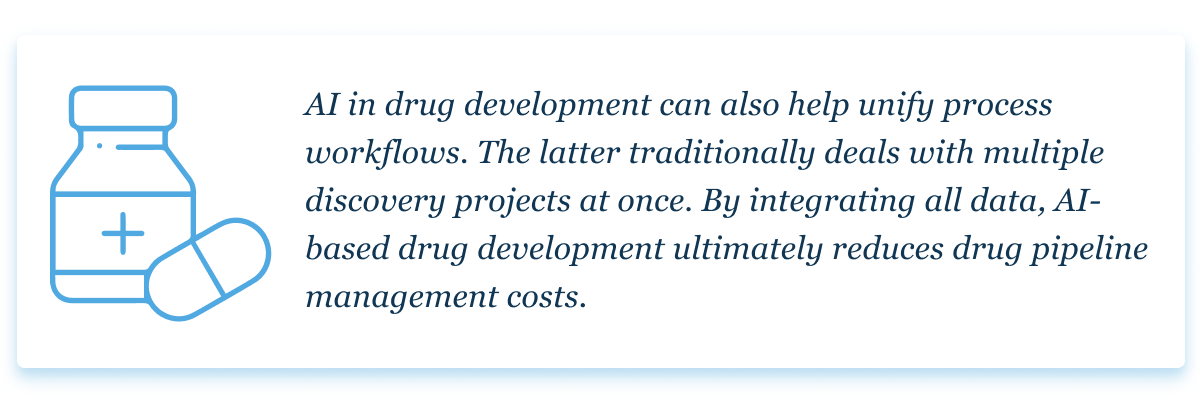 AI in drug development can also help unify process
workflows. The latter traditionally deals with multiple
discovery projects at once. By integrating all data, AI-
based drug development ultimately reduces drug pipeline
management costs.